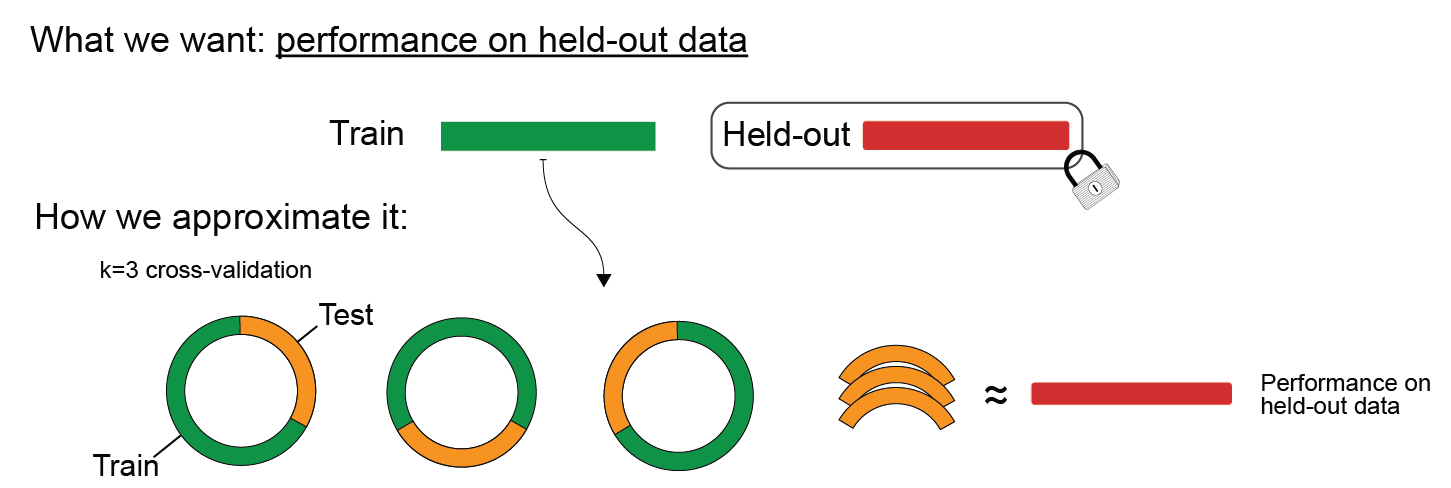 What we want: performance on held-out data
Train
Held-out
How we approximate it:
k=3 cross-validation
Test
Train
≈
Performance on
held-out data